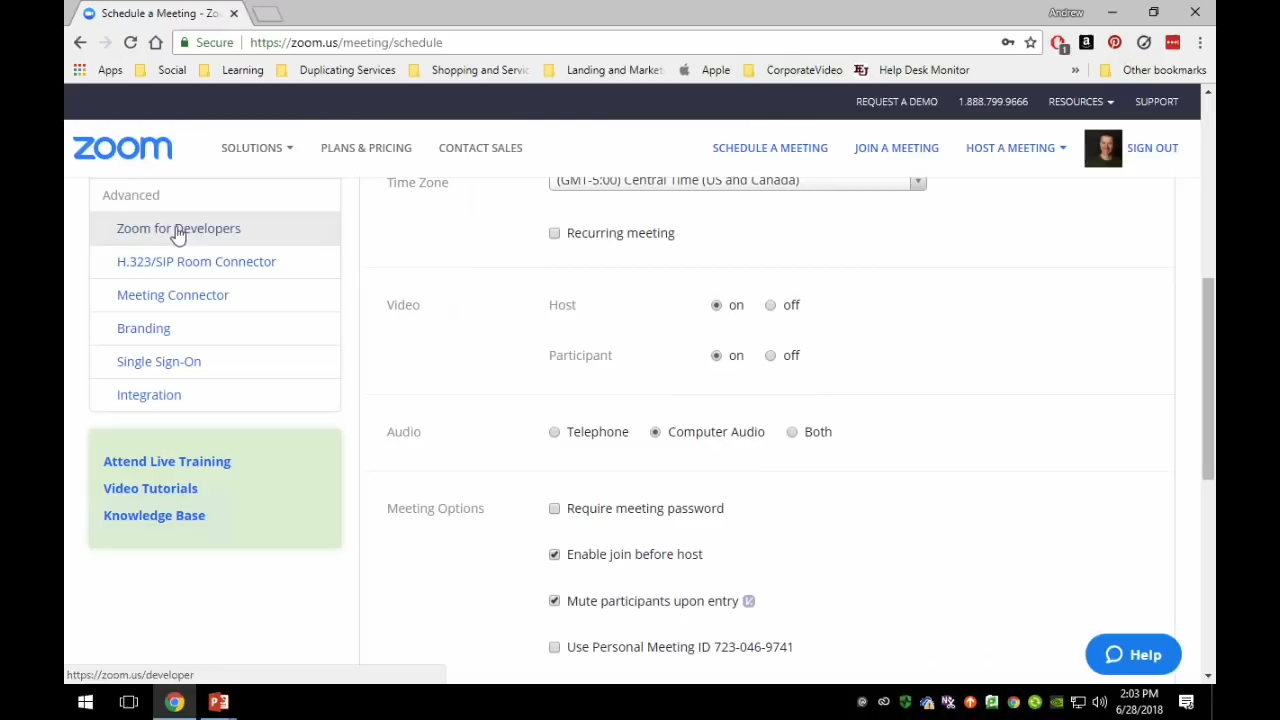 Schedule a Meeting - Zo
Andrew
Secure
https://zoom.us/meeting/schedule
1
Apps
Social
Learning
Duplicating Services
Shopping and Servic
Landing and Market
Apple
CorporateVideo
Help Desk Monitor
»
Other bookmarks
REQUEST A DEMO
1.888.799.9666
RESOURCES
SUPPORT
zoom
SOLUTIONS
PLANS & PRICING
CONTACT SALES
SCHEDULE A MEETING
JOIN A MEETING
HOST A MEETING
SIGN OUT
Advanced
Zoom for Developers
H.323/SIP Room Connector
Meeting Connector
Branding
Single Sign-On
Integration
Attend Live Training
Video Tutorials
Knowledge Base
Time Zone
(GMT-5:00) Central Time (US and Canada)
Recurring meeting
Video
Host
on
off
Participant
on
off
Audio
Telephone
Computer Audio
Both
Meeting Options
Require meeting password
Enable join before host
Mute participants upon entry
Use Personal Meeting ID 723-046-9741
Help
https://zoom.us/developer
2:03 PM
6/28/2018